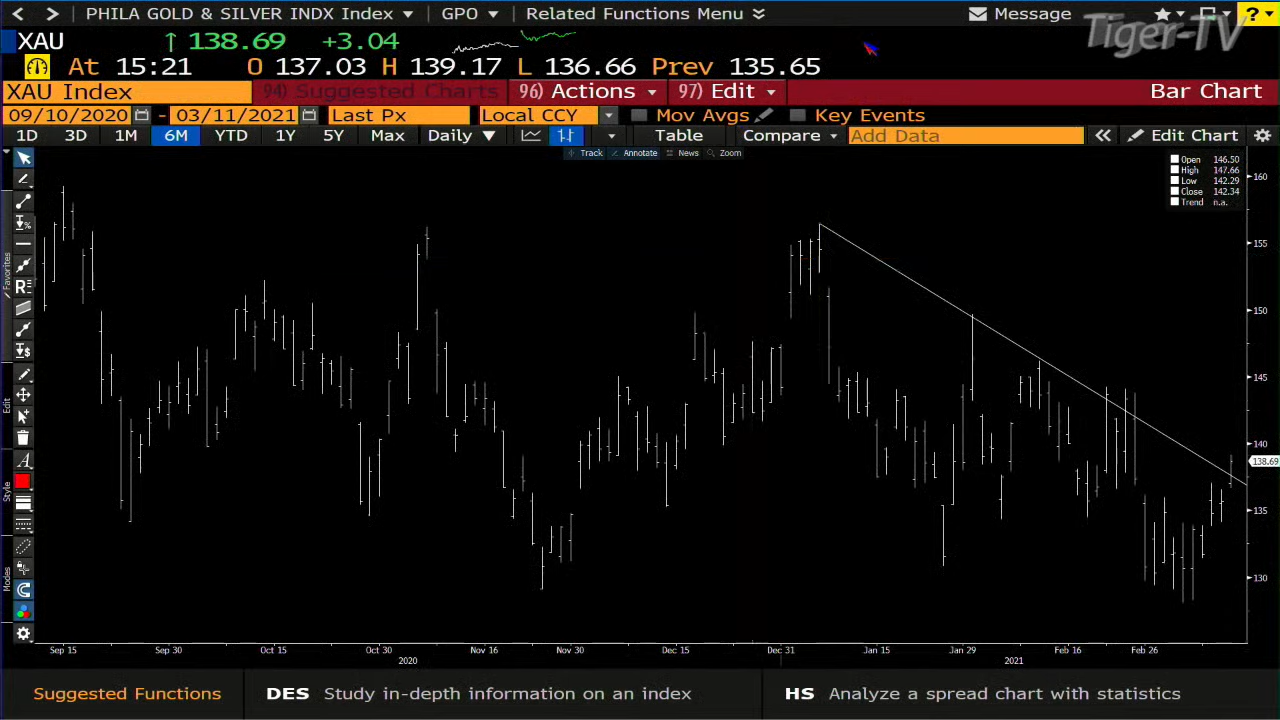 PHILA GOLD & SILVER INDX Index GPO Related Functions Menu Message ?
Tiger-TV
XAU ↑ 138.69 +3.04
At 15:21 O 137.03 H 139.17 L 136.66 Prev 135.65
XAU Index 94) Suggested Charts 96) Actions 97) Edit Bar Chart
09/10/2020 - 03/11/2021 Last Px Local CCY Mov Avgs Key Events
1D 3D 1M 6M YTD 1Y 5Y Max Daily ▼ Table Compare Add Data « Edit Chart
Track Annotate News Zoom
Open 146.50
High 147.66
Low 142.29
Close 142.34
Trend n.a.
160
155
150
145
140
138.69
135
130
Favorites
Edit
Style
Modes
Sep 15 Sep 30 Oct 15 Oct 30 Nov 16 Nov 30 Dec 15 Dec 31 Jan 15 Jan 29 Feb 16 Feb 26
2020 2021
Suggested Functions DES Study in-depth information on an index HS Analyze a spread chart with statistics